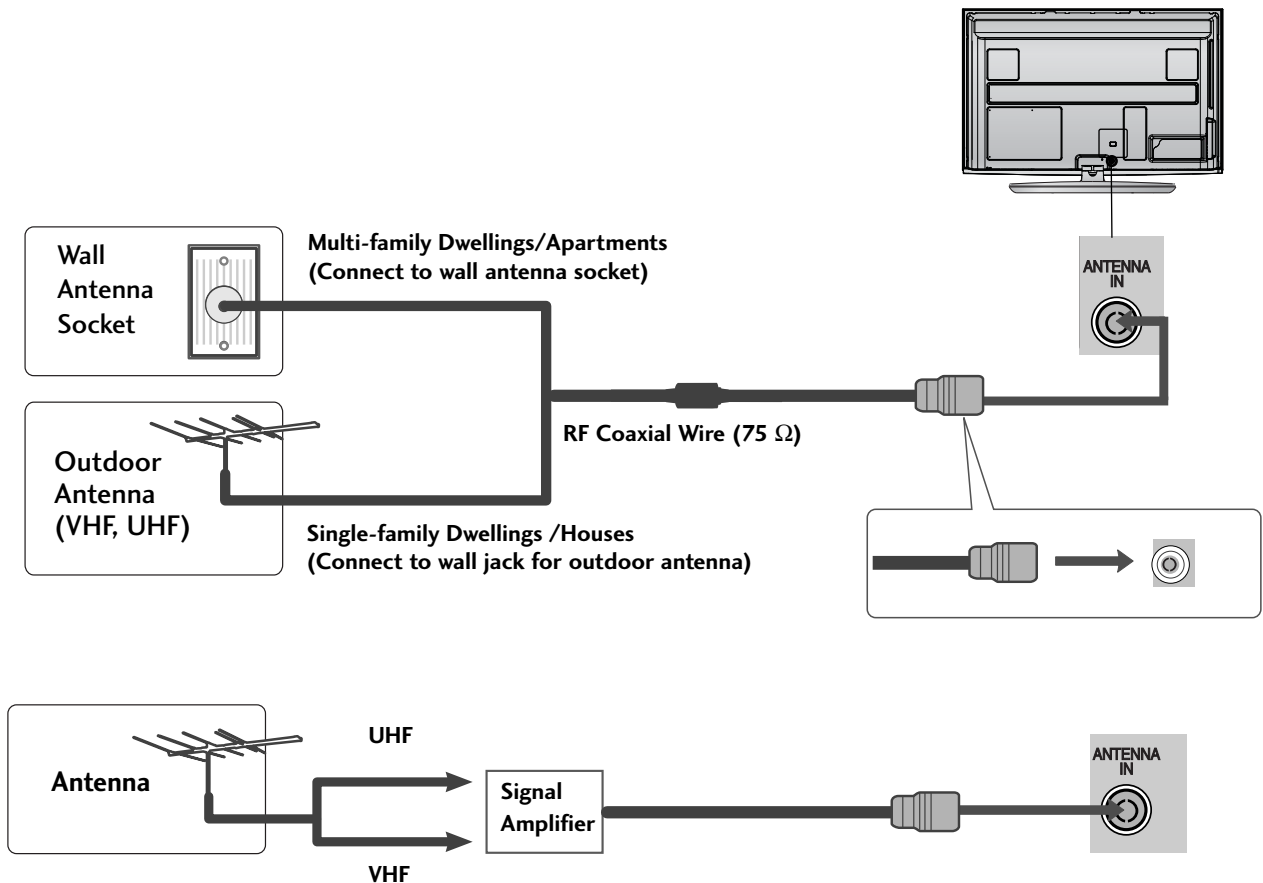 Wall
Antenna
Socket
Multi-family Dwellings/Apartments
(Connect to wall antenna socket)
ANTENNA
IN
RF Coaxial Wire (75 Ω)
Outdoor
Antenna
(VHF, UHF)
Single-family Dwellings /Houses
(Connect to wall jack for outdoor antenna)
Antenna
UHF
VHF
Signal
Amplifier
ANTENNA
IN